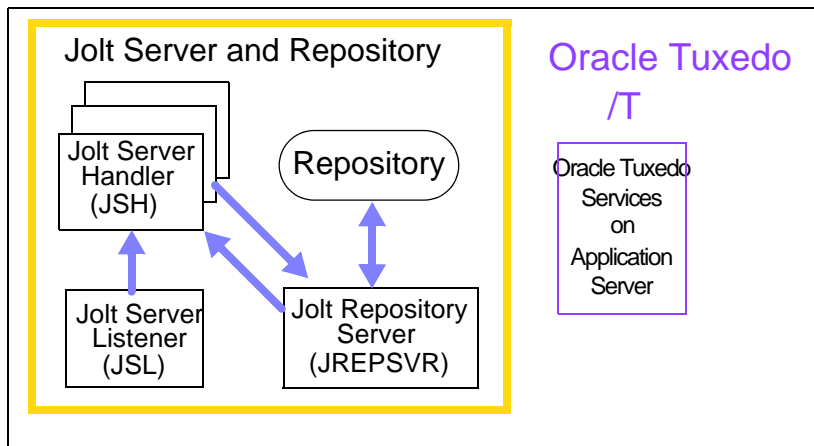 Jolt Server and Repository
Oracle Tuxedo
/T
Jolt Server
Handler
(JSH)
Repository
Oracle Tuxedo
Services
on
Application
Server
Jolt Server
Listener
(JSL)
Jolt Repository
Server
(JREPSVR)